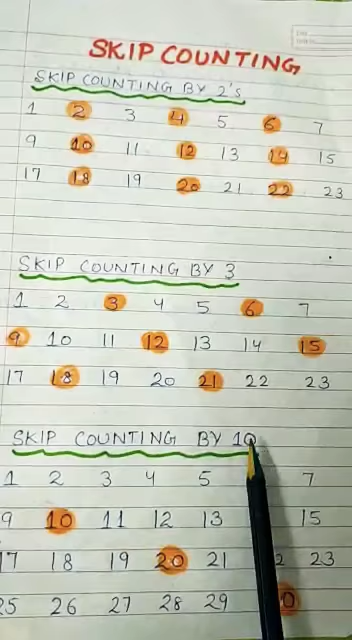 SKIP COUNTING
SKIP COUNTING BY 2's
1 2 3 4 5 6 7
9 10 11 12 13 14 15
17 18 19 20 21 22 23
SKIP COUNTING BY 3
1 2 3 4 5 6 7
9 10 11 12 13 14 15
17 18 19 20 21 22 23
SKIP COUNTING BY 10
1 2 3 4 5 7
9 10 11 12 13 15
17 18 19 20 21 2 23
25 26 27 28 29 0